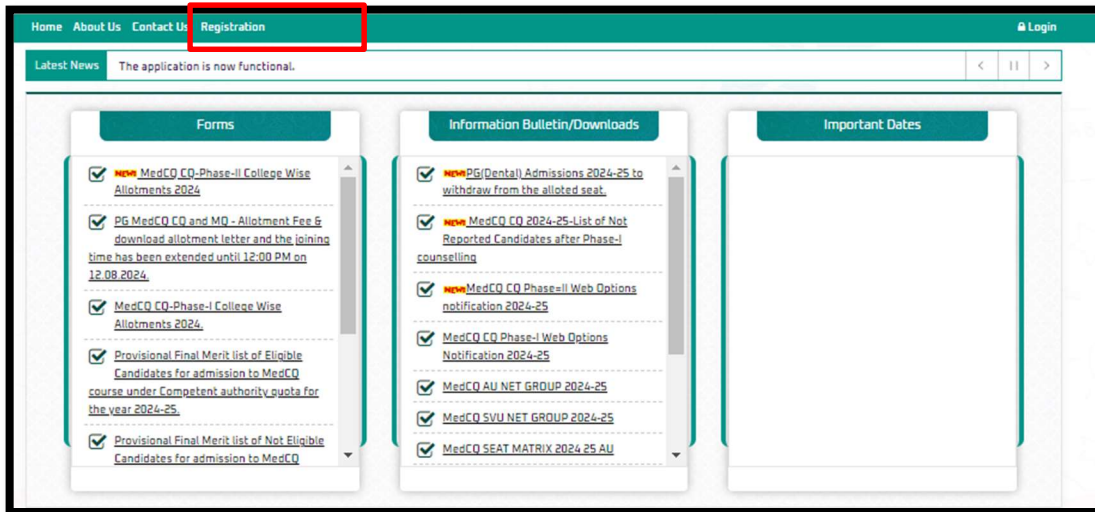 Home About Us Contact Us Registration Login
Latest News The application is now functional.
Forms
NEW! MedCQ CQ-Phase-II College Wise
Allotments 2024
PG MedCQ CQ and MQ - Allotment Fee &
download allotment letter and the joining
time has been extended until 12:00 PM on
12.08.2024.
MedCQ CQ-Phase-I College Wise
Allotments 2024.
Provisional Final Merit list of Eligible
Candidates for admission to MedCQ
course under Competent authority quota for
the year 2024-25.
Provisional Final Merit list of Not Eligible
Candidates for admission to MedCQ
Information Bulletin/Downloads
NEW! PG(Dental) Admissions 2024-25 to
withdraw from the alloted seat.
NEW! MedCQ CQ 2024-25-List of Not
Reported Candidates after Phase-I
counselling
NEW! MedCQ CQ Phase=II Web Options
notification 2024-25
MedCQ CQ Phase-I Web Options
Notification 2024-25
MedCQ AU NET GROUP 2024-25
MedCQ SVU NET GROUP 2024-25
MedCQ SEAT MATRIX 2024 25 AU
Important Dates